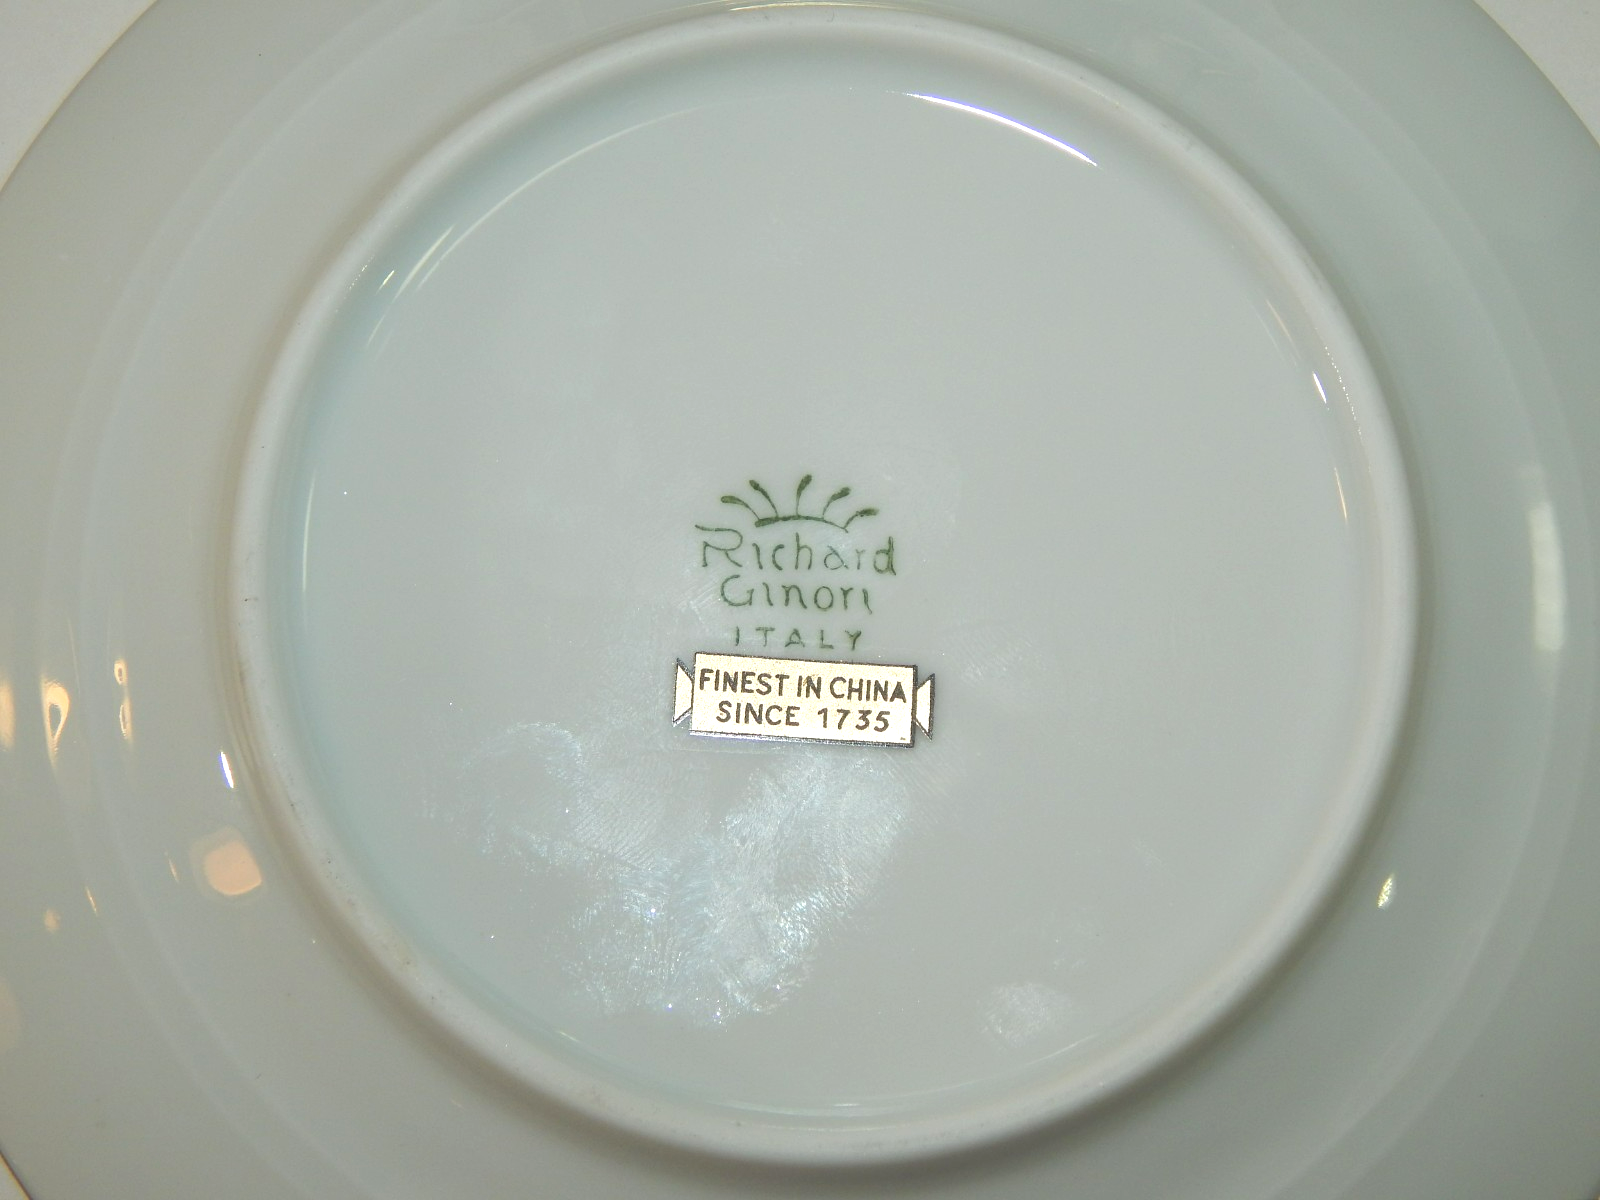 Richard
Ginori
ITALY
FINEST IN CHINA
SINCE 1735